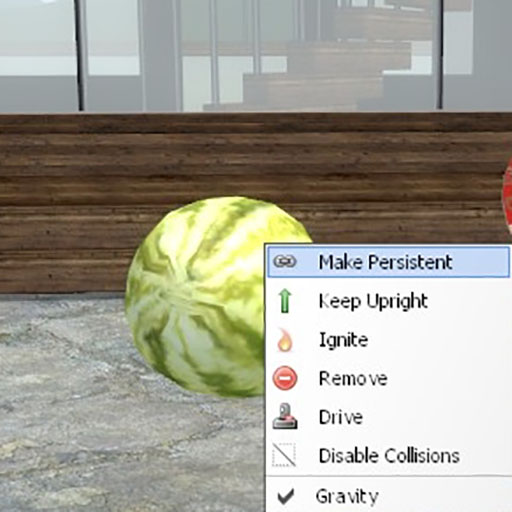 Make Persistent
Keep Upright
Ignite
Remove
Drive
Disable Collisions
Gravity